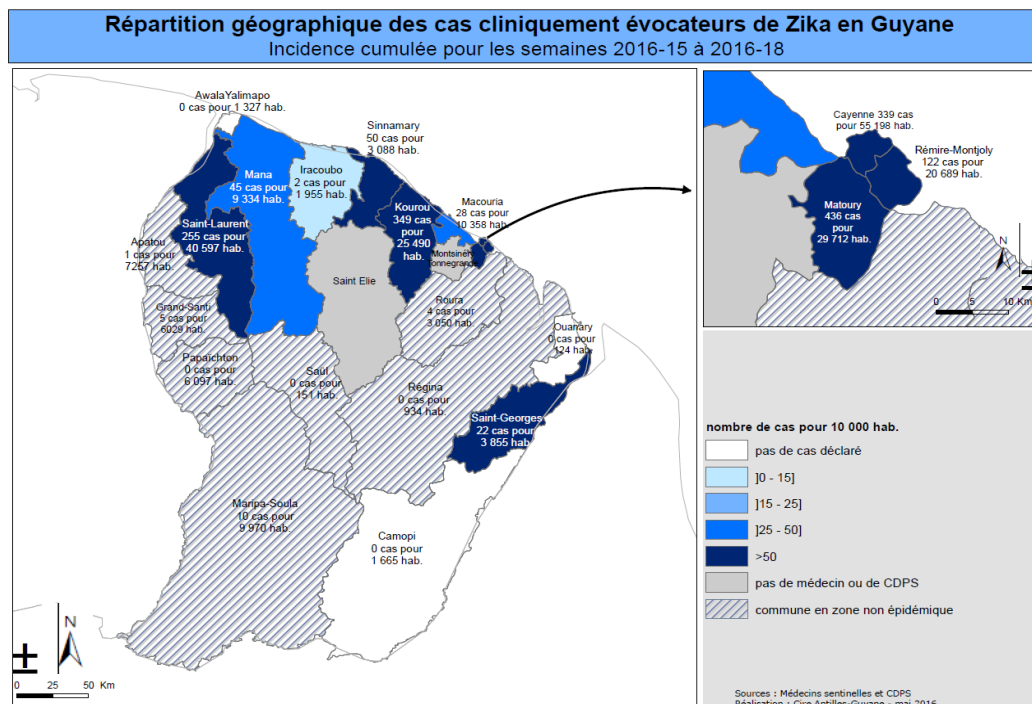 Répartition géographique des cas cliniquement évocateurs de Zika en Guyane
Incidence cumulée pour les semaines 2016-15 à 2016-18
AwalaYalimapo
0 cas pour 1 327 hab.
Sinnamary
50 cas pour
3 088 hab.
Mana
45 cas pour
9 334 hab.
Iracoubo
2 cas pour
1 955 hab.
Macouria
28 cas pour
10 358 hab.
Kourou
349 cas
pour
25 490
hab.
Saint-Laurent
255 cas pour
40 597 hab.
Apatou
1 cas pour
7257 hab.
Montsinéry
Tonnegrande
Saint Elie
Grand-Santi
5 cas pour
6029 hab.
Roura
4 cas pour
3 050 hab.
Ouanary
0 cas pour
124 hab.
Papaïchton
0 cas pour
6 097 hab.
Saül
0 cas pour
151 hab.
Régina
0 cas pour
934 hab.
Saint-Georges
22 cas pour
3 855 hab.
Maripa-Soula
10 cas pour
9 970 hab.
Camopi
0 cas pour
1 665 hab.
N
0 25 50 Km
Cayenne 339 cas
pour 55 198 hab.
Rémire-Montjoly
122 cas pour
20 689 hab.
Matoury
436 cas
pour
29 712 hab.
N
0 5 10 Km
nombre de cas pour 10 000 hab.
pas de cas déclaré
]0 - 15]
]15 - 25]
]25 - 50]
>50
pas de médecin ou de CDPS
commune en zone non épidémique
Sources : Médecins sentinelles et CDPS
Réalisation : Cire Antilles-Guyane - mai 2016